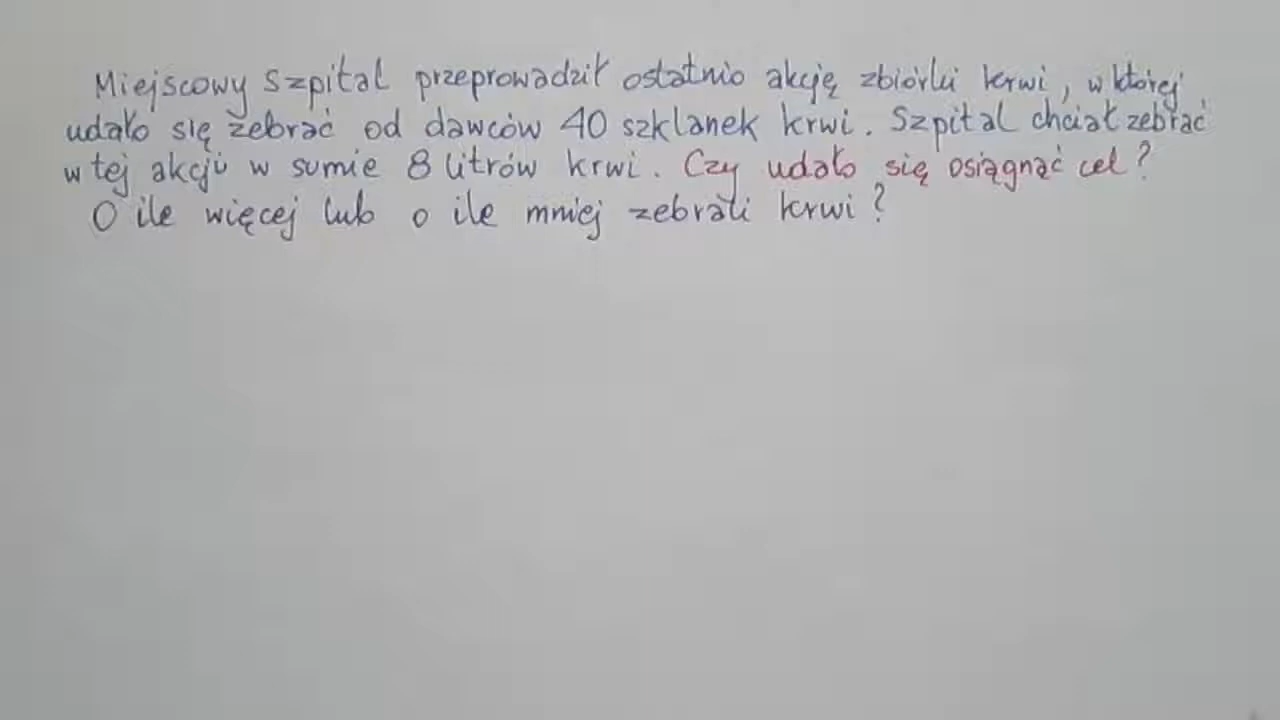 Miejscowy szpital przeprowadził ostatnio akcję zbiórki krwi, w której
udało się zebrać od dawców 40 szklanek krwi. Szpital chciał zebrać
w tej akcji w sumie 8 litrów krwi. Czy udało się osiągnąć cel?
O ile więcej lub o ile mniej zebrali krwi?